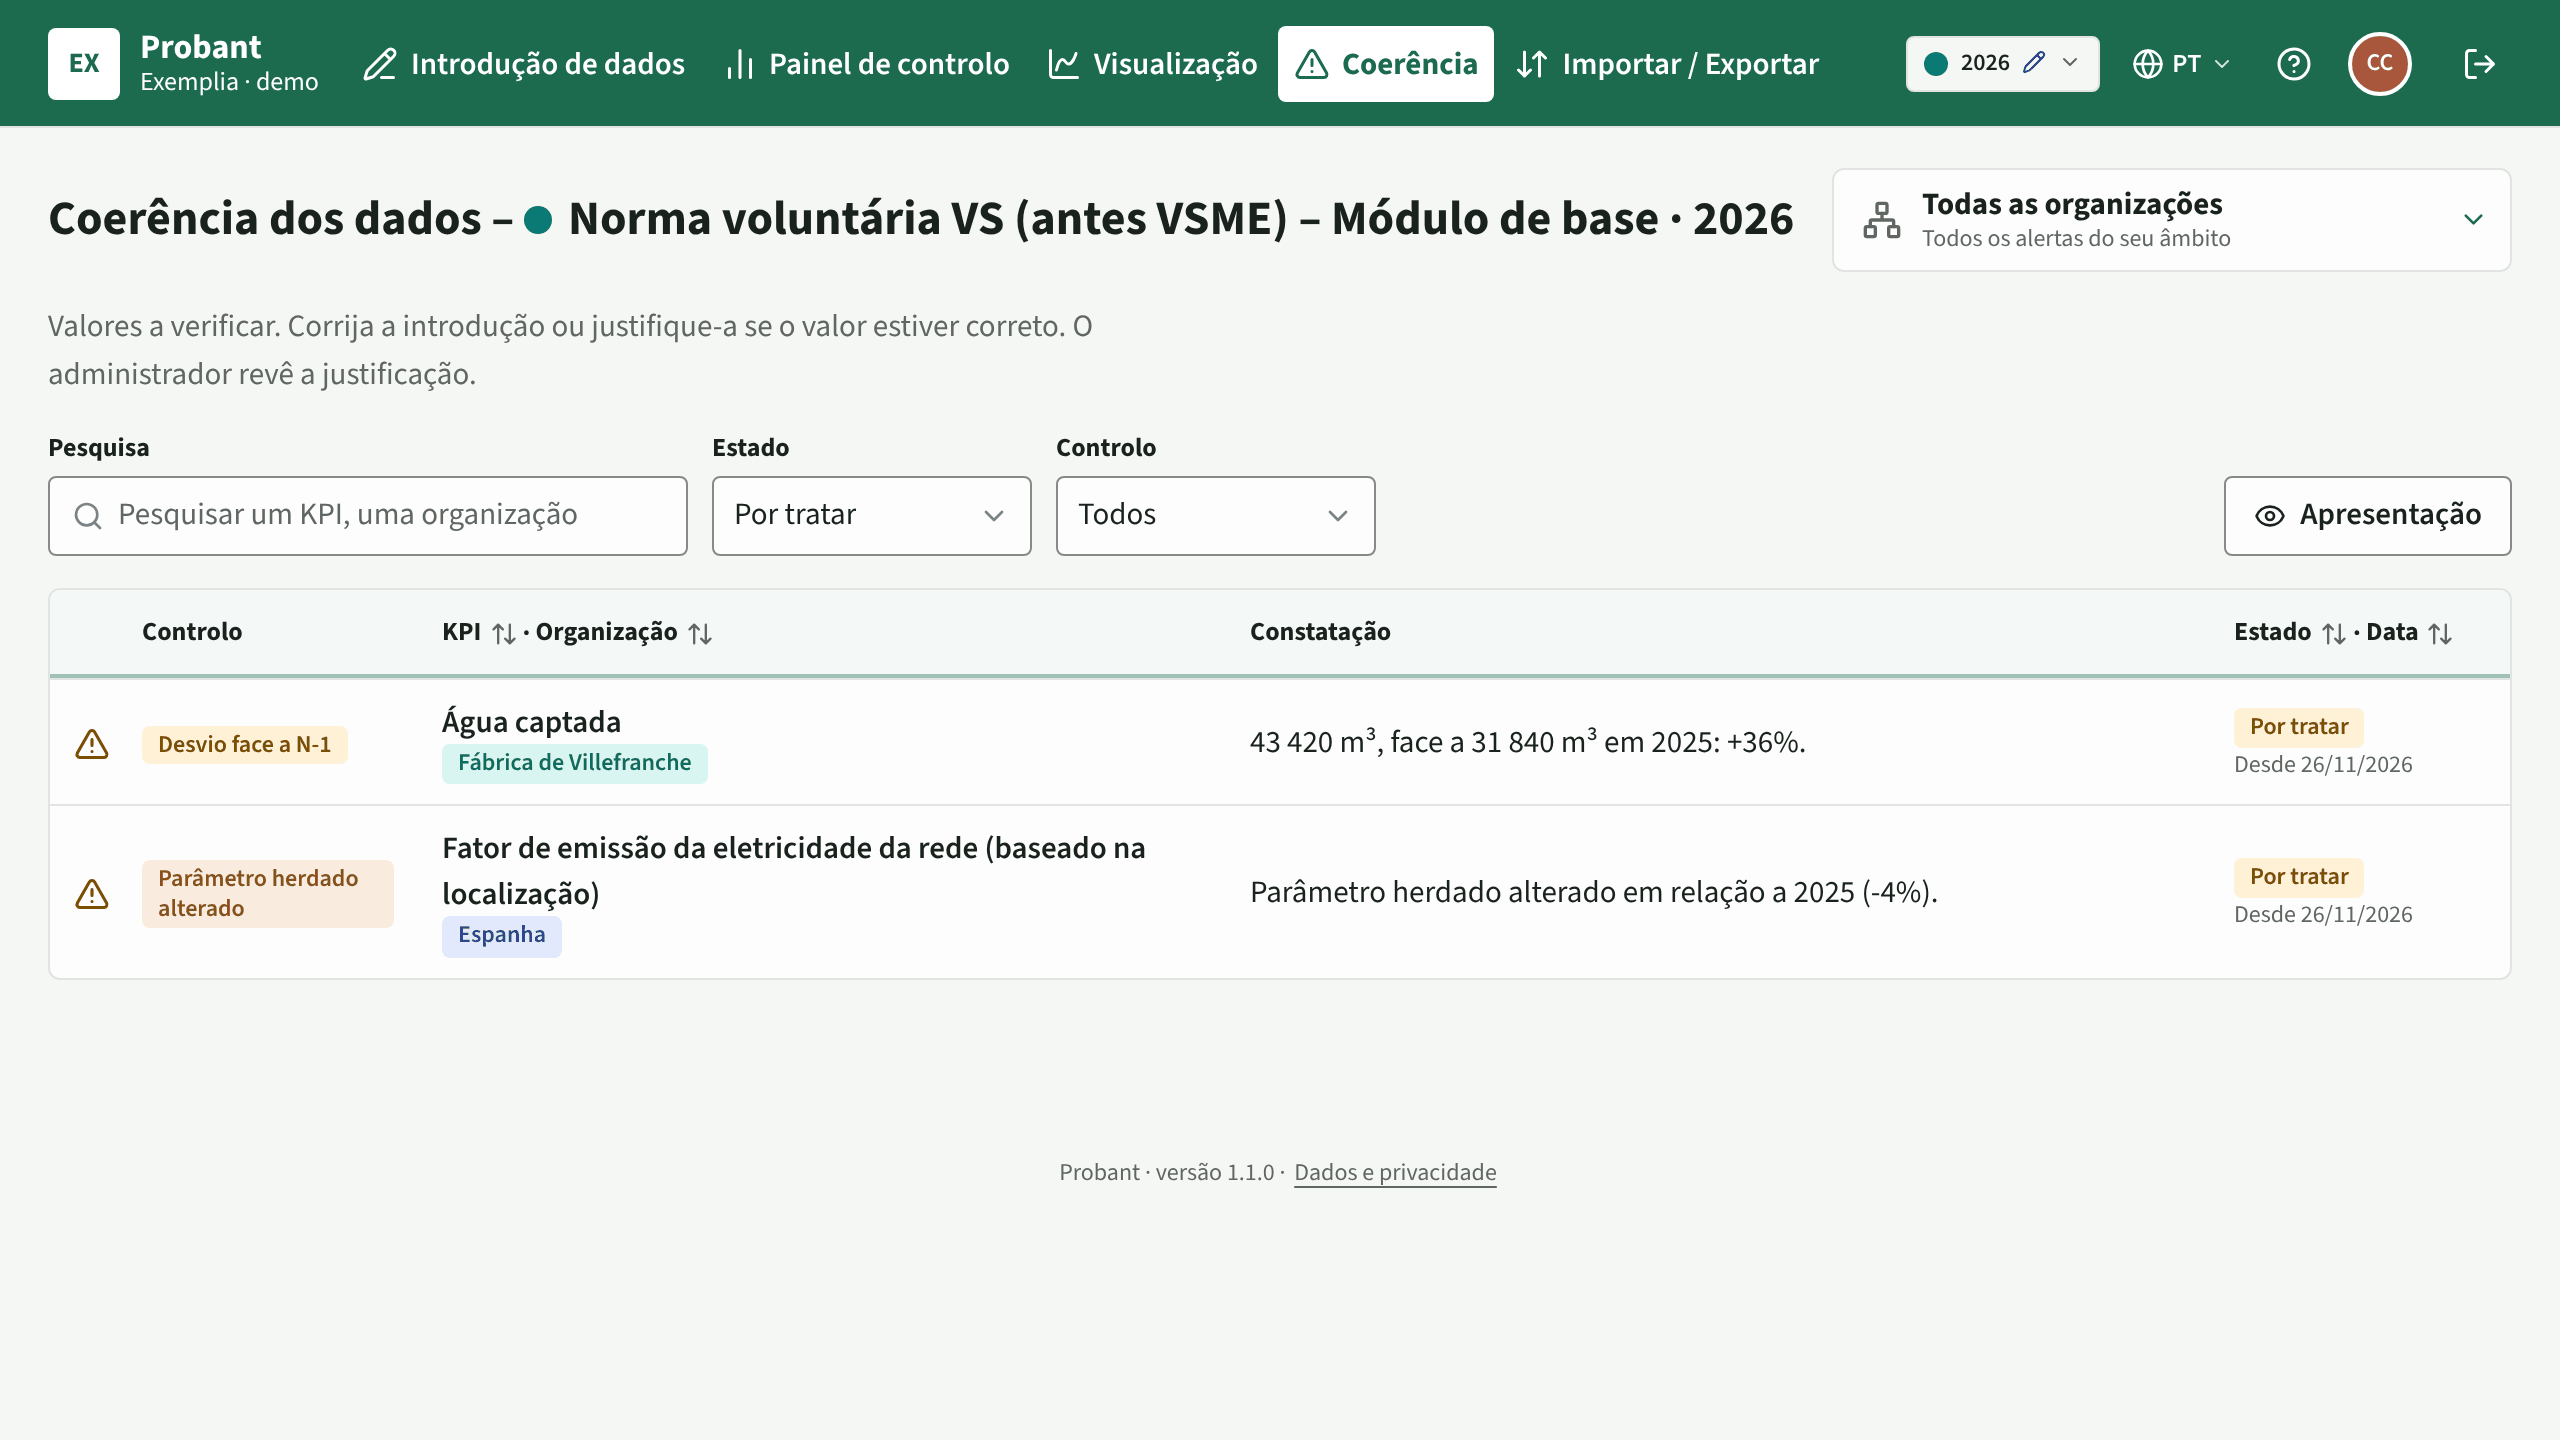 EX
Probant
Exemplia · demo
Introdução de dados
Painel de controlo
Visualização
Coerência
Importar / Exportar
2026
PT
CC
Coerência dos dados – Norma voluntária VS (antes VSME) – Módulo de base · 2026
Todas as organizações
Todos os alertas do seu âmbito
Valores a verificar. Corrija a introdução ou justifique-a se o valor estiver correto. O
administrador revê a justificação.
Pesquisa
Estado
Controlo
Pesquisar um KPI, uma organização
Por tratar
Todos
Apresentação
Controlo
KPI · Organização
Constatação
Estado · Data
Desvio face a N-1
Água captada
Fábrica de Villefranche
43 420 m³, face a 31 840 m³ em 2025: +36%.
Por tratar
Desde 26/11/2026
Parâmetro herdado
alterado
Fator de emissão da eletricidade da rede (baseado na
localização)
Espanha
Parâmetro herdado alterado em relação a 2025 (-4%).
Por tratar
Desde 26/11/2026
Probant · versão 1.1.0 · Dados e privacidade